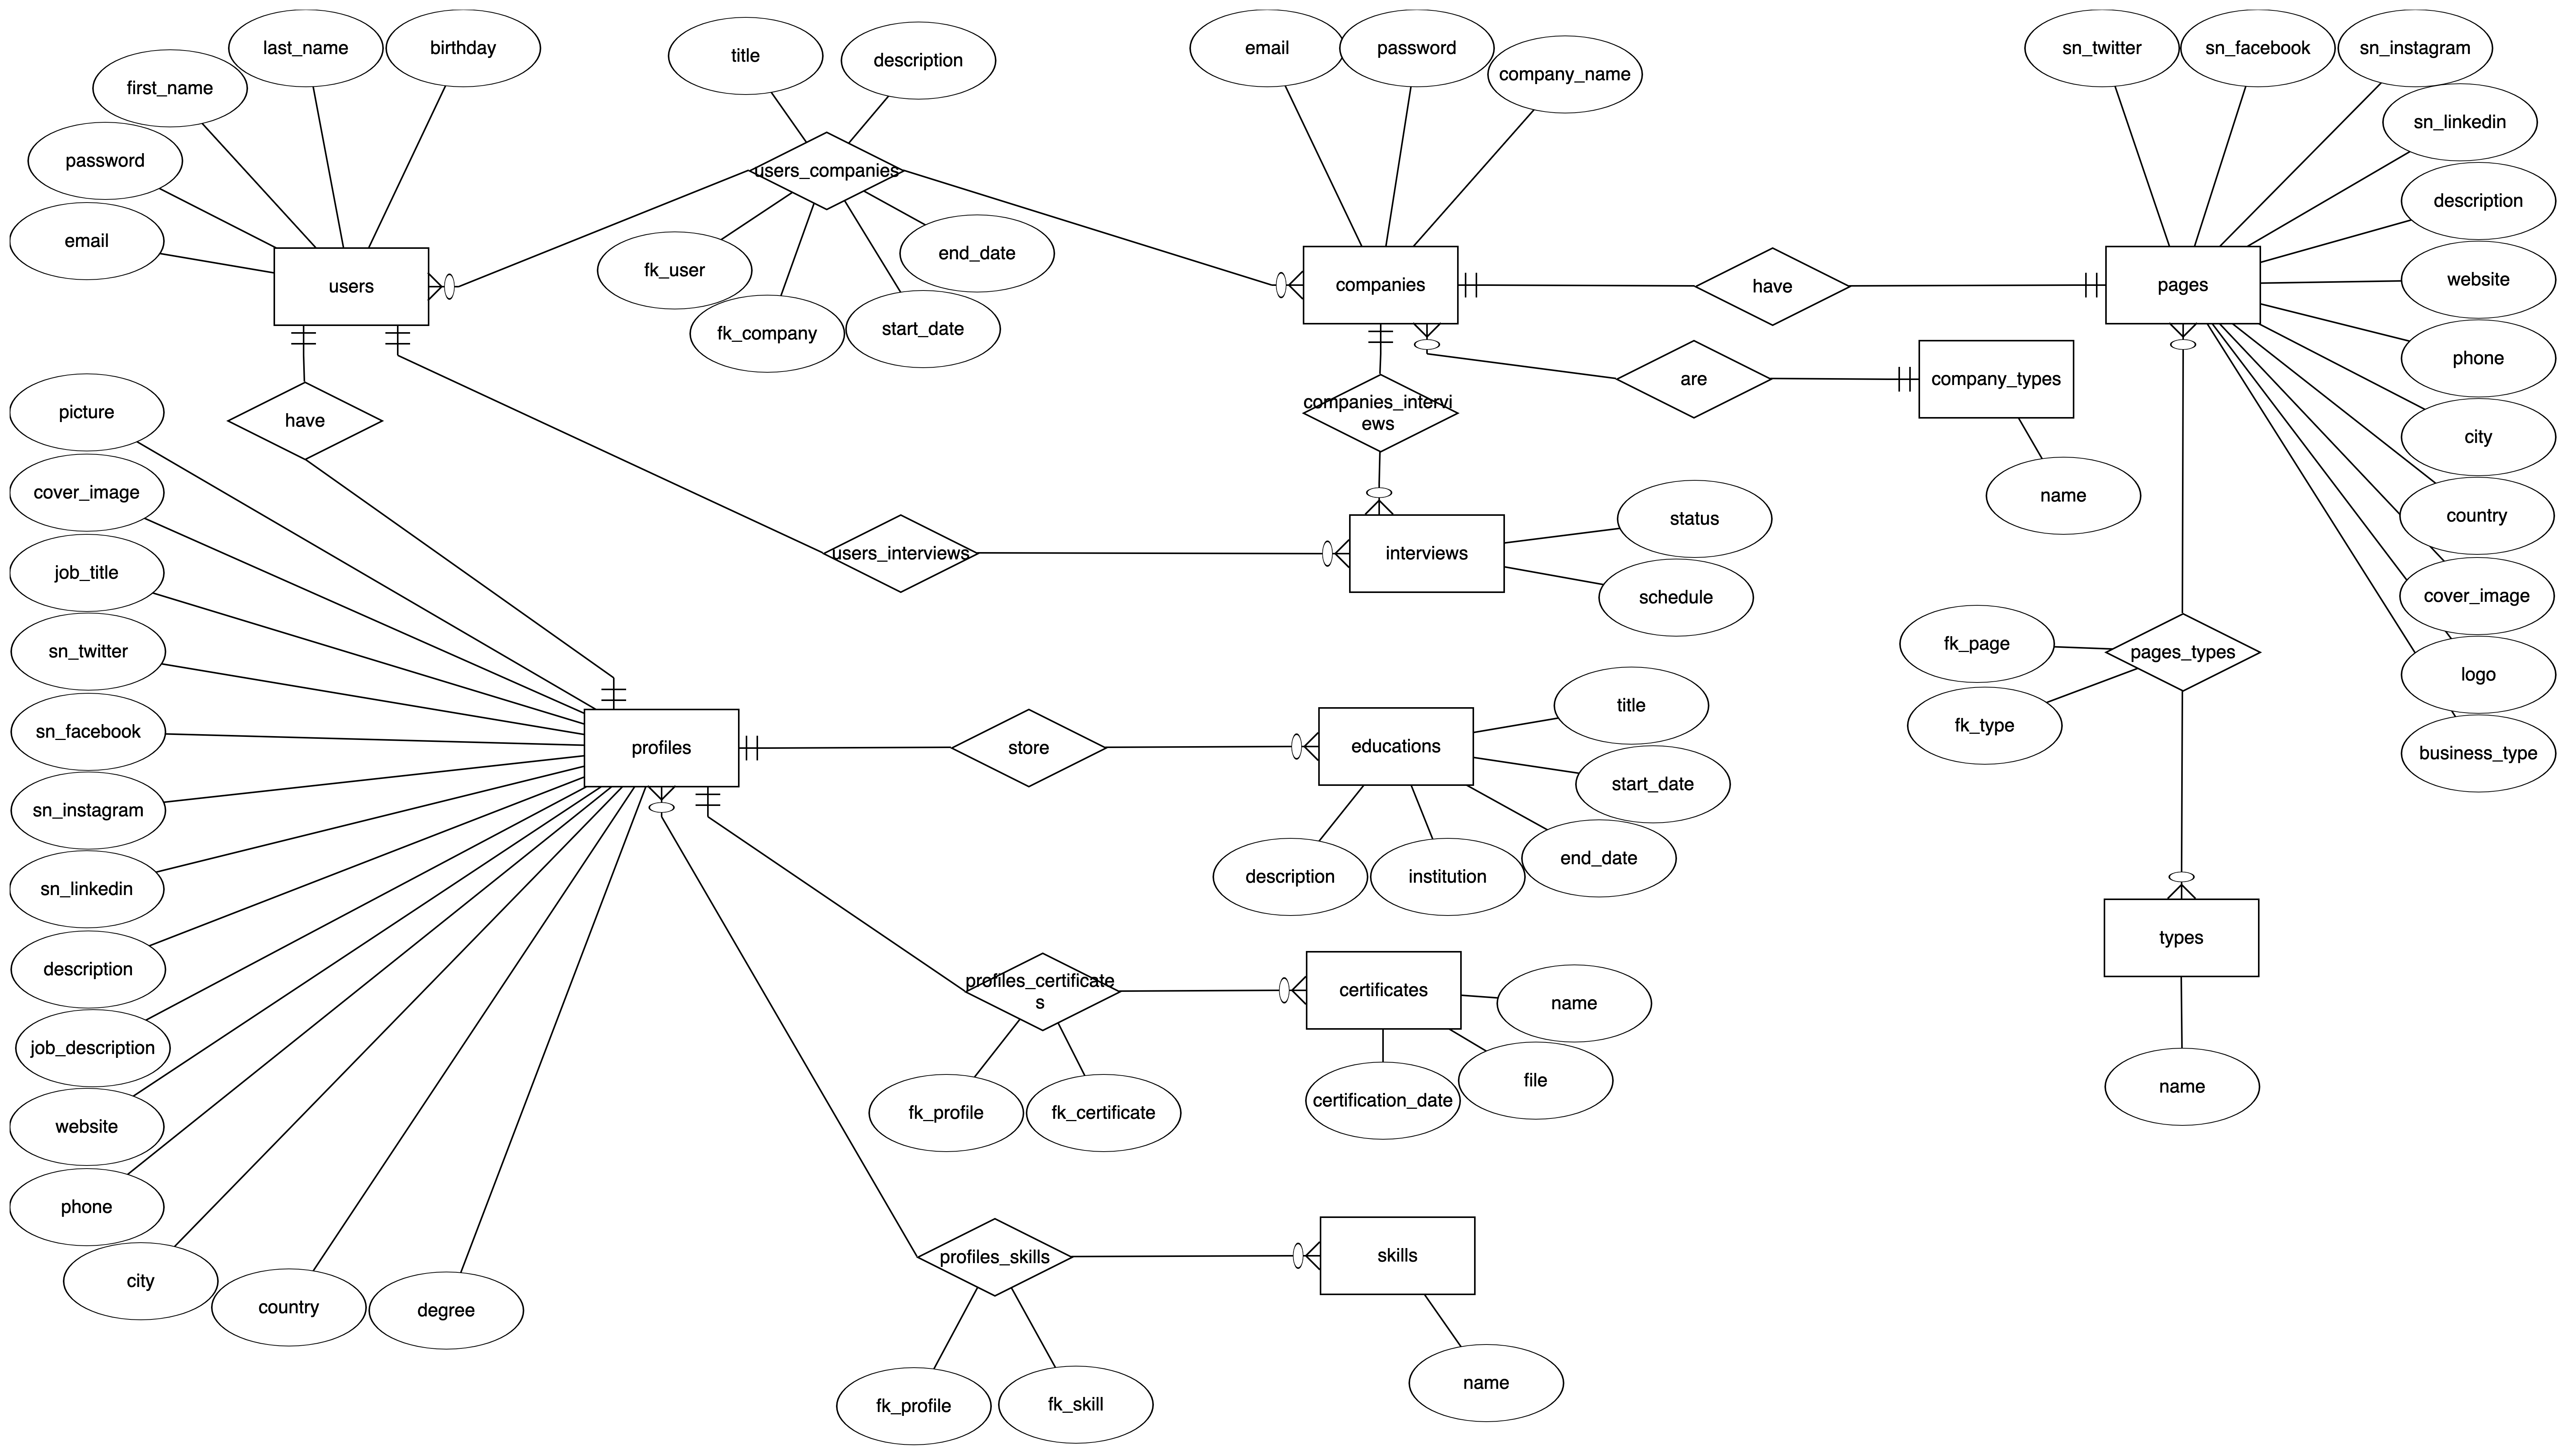 last_name
birthday
first_name
password
email
users
title
description
users_companies
fk_user
fk_company
start_date
end_date
email
password
company_name
companies
have
sn_twitter
sn_facebook
sn_instagram
sn_linkedin
description
website
phone
city
country
cover_image
logo
business_type
pages
are
company_types
name
companies_intervi
ews
have
users_interviews
interviews
status
schedule
picture
cover_image
job_title
sn_twitter
sn_facebook
sn_instagram
sn_linkedin
description
job_description
website
phone
city
country
degree
profiles
store
educations
title
start_date
end_date
institution
description
fk_page
fk_type
pages_types
types
name
profiles_certificate
s
fk_profile
fk_certificate
certificates
name
file
certification_date
profiles_skills
fk_profile
fk_skill
skills
name